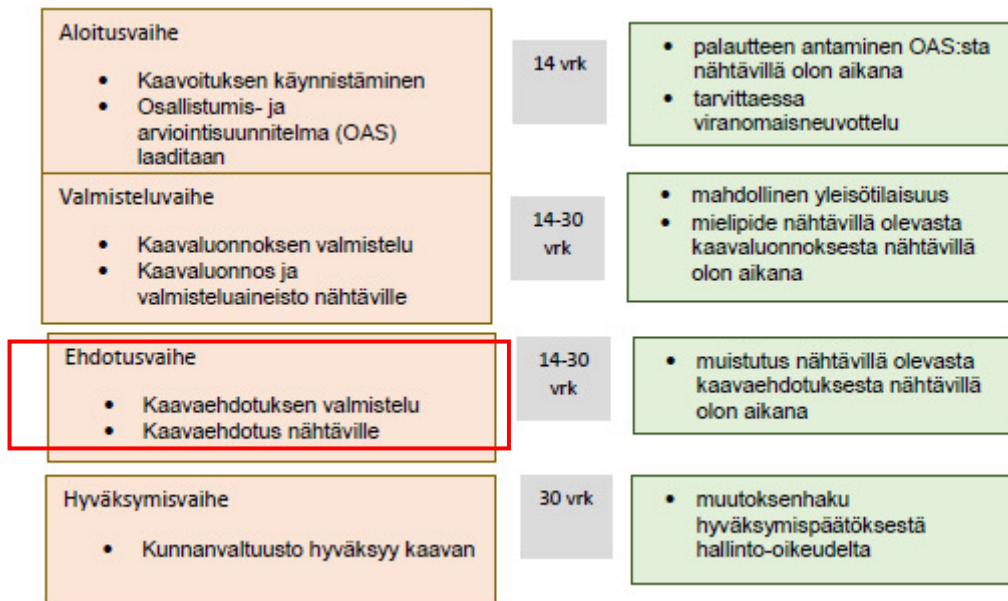 Aloitusvaihe
• Kaavoituksen käynnistäminen
• Osallistumis- ja
arviointisuunnitelma (OAS)
laaditaan
14 vrk
• palautteen antaminen OAS:sta
nähtävillä olon aikana
• tarvittaessa
viranomaisneuvottelu
Valmisteluvaihe
• Kaavaluonnoksen valmistelu
• Kaavaluonnos ja
valmisteluaineisto nähtäville
14-30
vrk
• mahdollinen yleisötilaisuus
• mielipide nähtävillä olevasta
kaavaluonnoksesta nähtävillä
olon aikana
Ehdotusvaihe
• Kaavaehdotuksen valmistelu
• Kaavaehdotus nähtäville
14-30
vrk
• muistutus nähtävillä olevasta
kaavaehdotuksesta nähtävillä
olon aikana
Hyväksymisvaihe
• Kunnanvaltuusto hyväksyy kaavan
30 vrk
• muutoksenhaku
hyväksymispäätöksestä
hallinto-oikeudelta